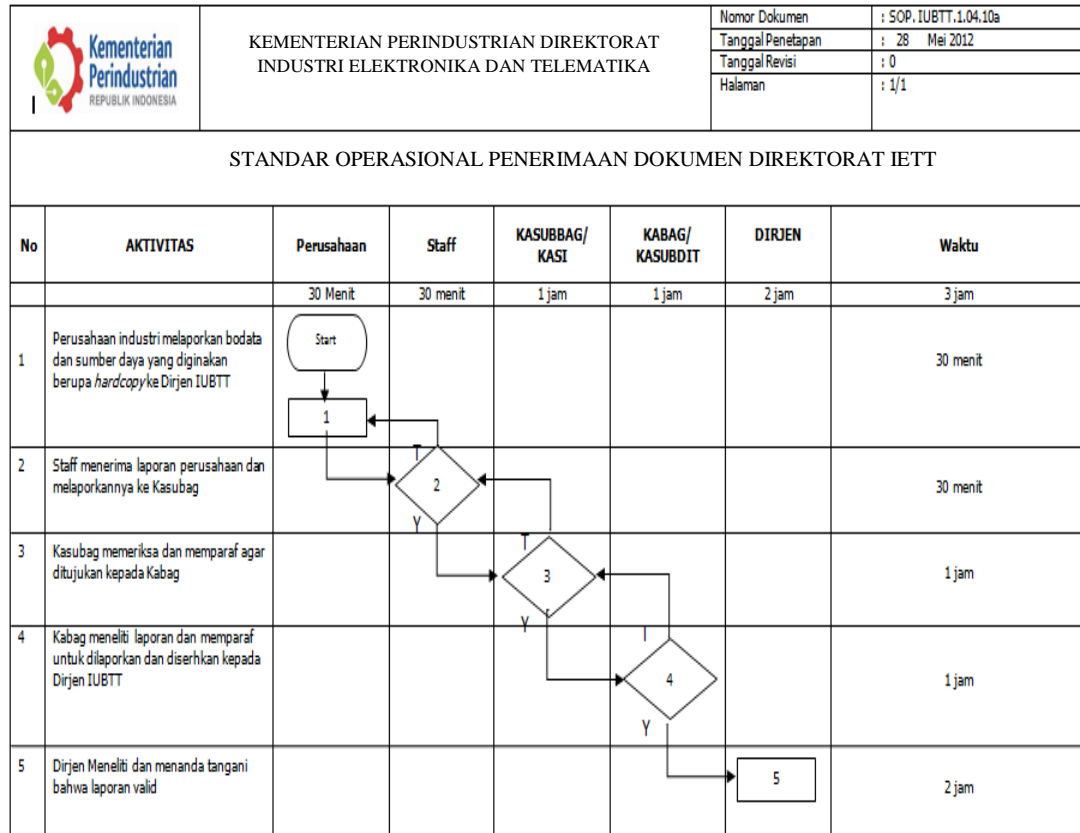 Kementerian
Perindustrian
REPUBLIK INDONESIA
KEMENTERIAN PERINDUSTRIAN DIREKTORAT
INDUSTRI ELEKTRONIKA DAN TELEMATIKA
Nomor Dokumen : SOP. IUBTT.1.04.10a
Tanggal Penetapan : 28 Mei 2012
Tanggal Revisi : 0
Halaman : 1/1
STANDAR OPERASIONAL PENERIMAAN DOKUMEN DIREKTORAT IETT
No
AKTIVITAS
Perusahaan
Staff
KASUBBAG/
KASI
KABAG/
KASUBDIT
DIRJEN
Waktu
30 Menit
30 menit
1 jam
1 jam
2 jam
3 jam
1
Perusahaan industri melaporkan bodata
dan sumber daya yang diginakan
berupa hardcopy ke Dirjen IUBTT
Start
1
30 menit
2
Staff menerima laporan perusahaan dan
melaporkannya ke Kasubag
T
2
Y
30 menit
3
Kasubag memeriksa dan memparaf agar
ditujukan kepada Kabag
T
3
Y
1 jam
4
Kabag meneliti laporan dan memparaf
untuk dilaporkan dan diserhkan kepada
Dirjen IUBTT
T
4
Y
1 jam
5
Dirjen Meneliti dan menanda tangani
bahwa laporan valid
5
2 jam